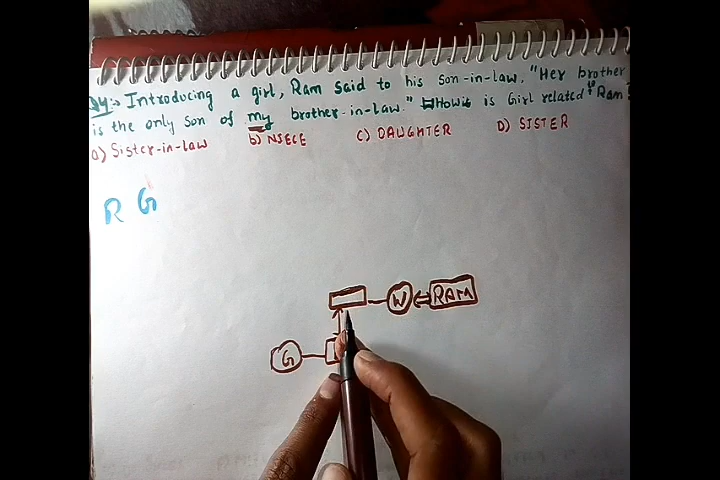 Q4:- Introducing a girl, Ram said to his son-in-law, "Her brother
is the only son of my brother-in-law." How is Girl related to Ram
a) Sister-in-law b) NIECE C) DAUGHTER D) SISTER
R G
W RAM
G